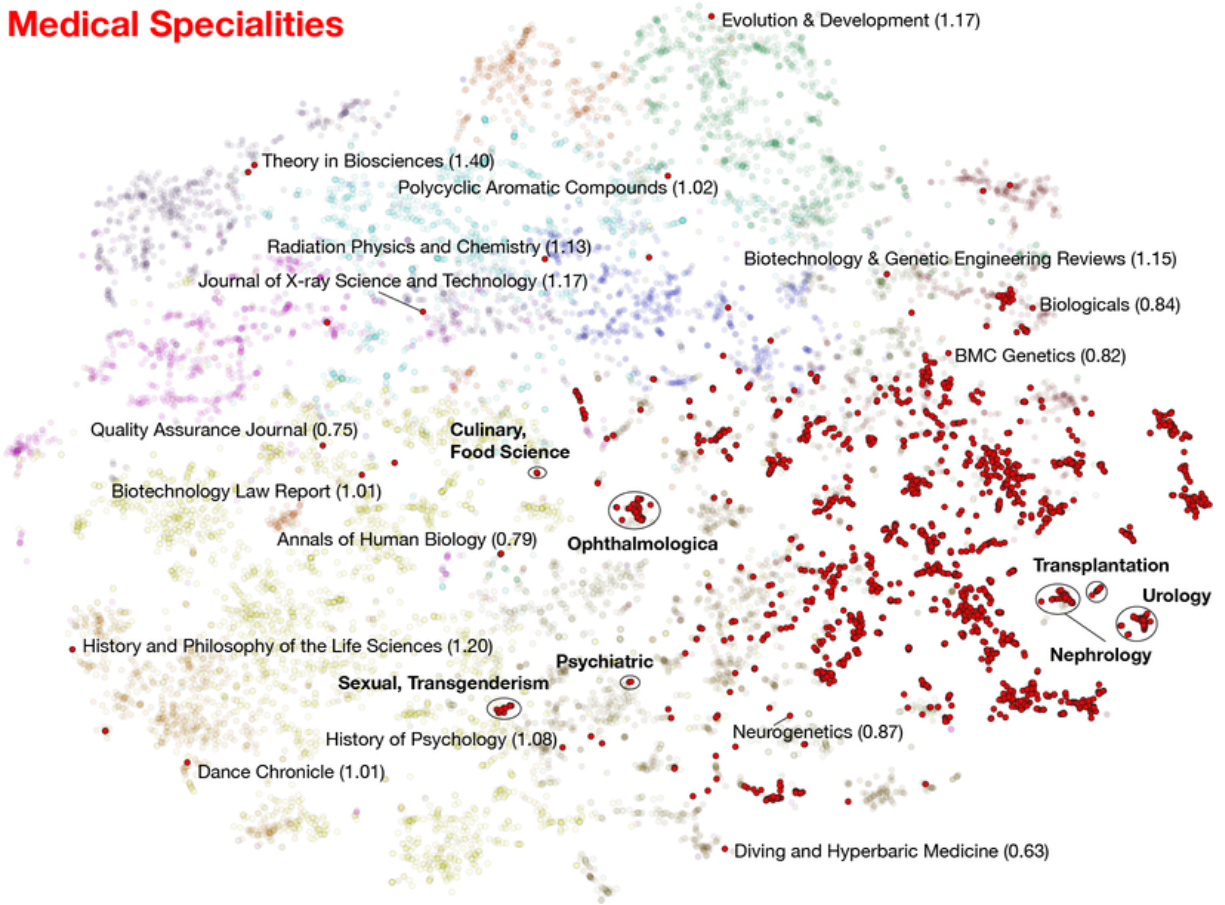 Medical Specialities
Evolution & Development (1.17)
Theory in Biosciences (1.40)
Polycyclic Aromatic Compounds (1.02)
Radiation Physics and Chemistry (1.13)
Biotechnology & Genetic Engineering Reviews (1.15)
Journal of X-ray Science and Technology (1.17)
Biologicals (0.84)
BMC Genetics (0.82)
Quality Assurance Journal (0.75)
Culinary,
Food Science
Biotechnology Law Report (1.01)
Annals of Human Biology (0.79)
Ophthalmologica
Transplantation
Urology
History and Philosophy of the Life Sciences (1.20)
Nephrology
Psychiatric
Sexual, Transgenderism
Neurogenetics (0.87)
History of Psychology (1.08)
Dance Chronicle (1.01)
Diving and Hyperbaric Medicine (0.63)